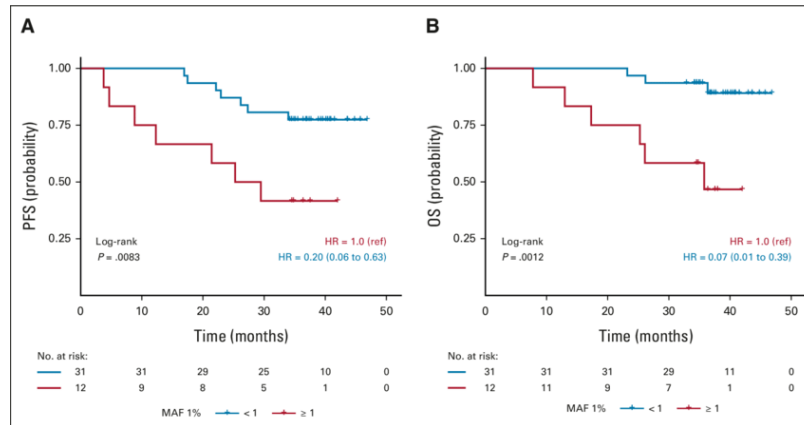 A
PFS (probability)
1.00
0.75
0.50
0.25
Log-rank
P = .0083
HR = 1.0 (ref)
HR = 0.20 (0.06 to 0.63)
0 10 20 30 40 50
Time (months)
No. at risk:
31 31 29 25 10 0
12 9 8 5 1 0
B
OS (probability)
1.00
0.75
0.50
0.25
Log-rank
P = .0012
HR = 1.0 (ref)
HR = 0.07 (0.01 to 0.39)
0 10 20 30 40 50
Time (months)
No. at risk:
31 31 31 29 11 0
12 11 9 7 1 0
MAF 1% < 1 ≥ 1
MAF 1% < 1 ≥ 1